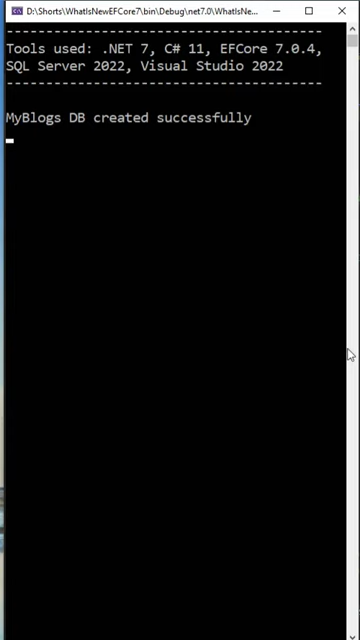 D:\Shorts\WhatIsNewEFCore7\bin\Debug\net7.0\WhatIsNe...
----------------------------------------
Tools used: .NET 7, C# 11, EFCore 7.0.4,
SQL Server 2022, Visual Studio 2022
----------------------------------------
MyBlogs DB created successfully